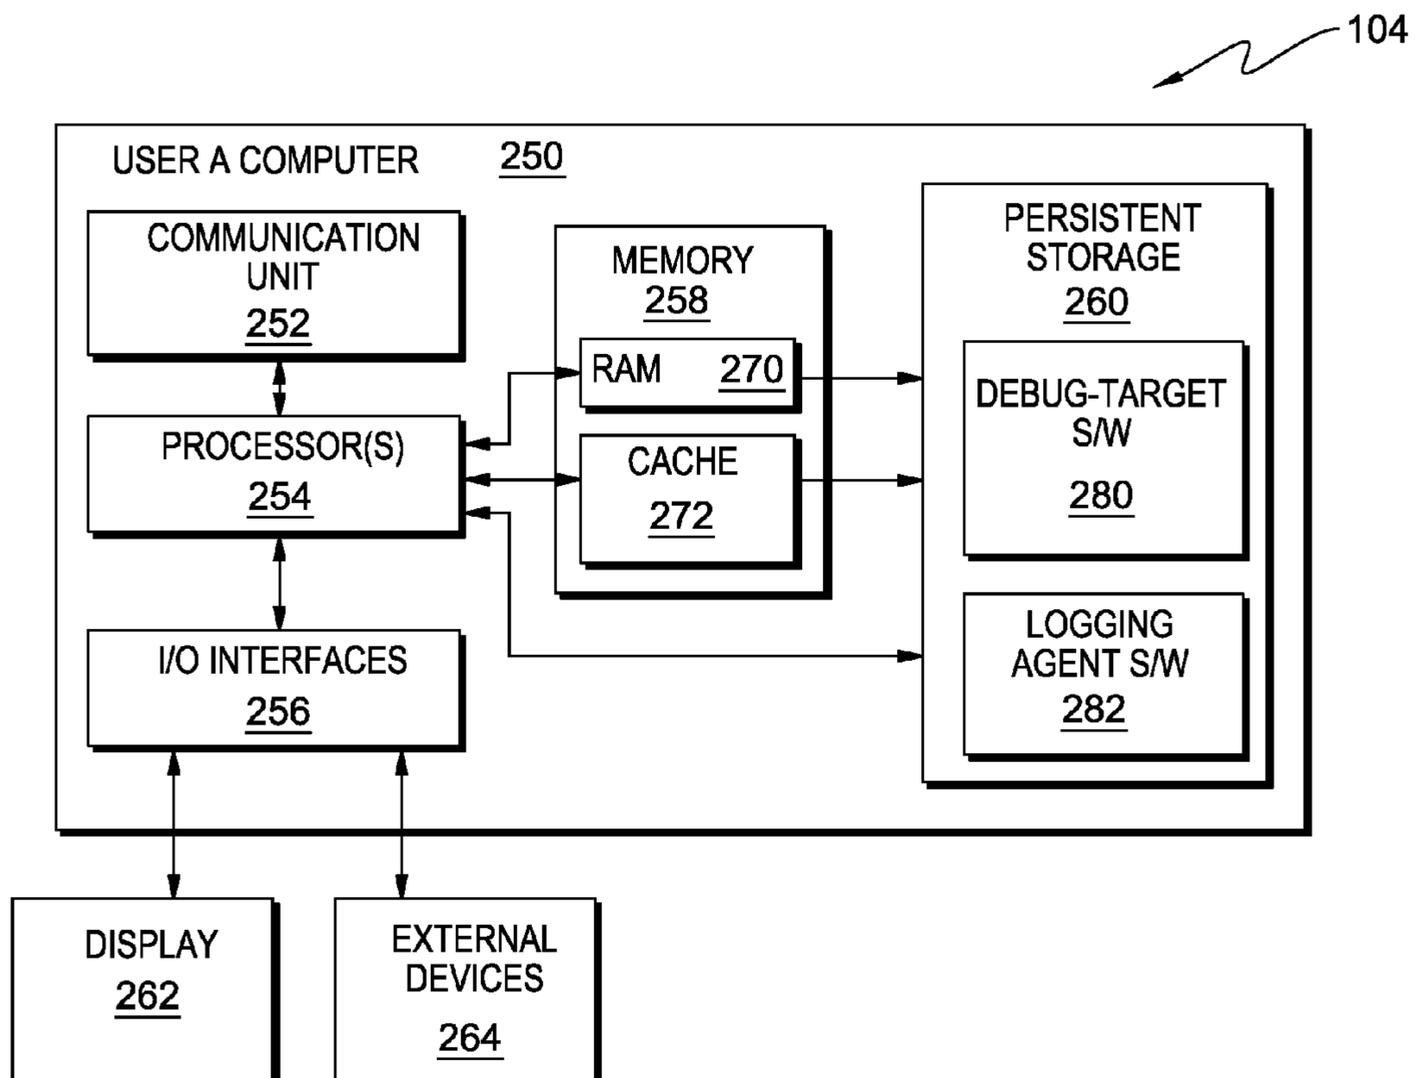 104
USER A COMPUTER 250
COMMUNICATION
UNIT
252
PROCESSOR(S)
254
I/O INTERFACES
256
MEMORY
258
RAM 270
CACHE
272
PERSISTENT
STORAGE
260
DEBUG-TARGET
S/W
280
LOGGING
AGENT S/W
282
DISPLAY
262
EXTERNAL
DEVICES
264